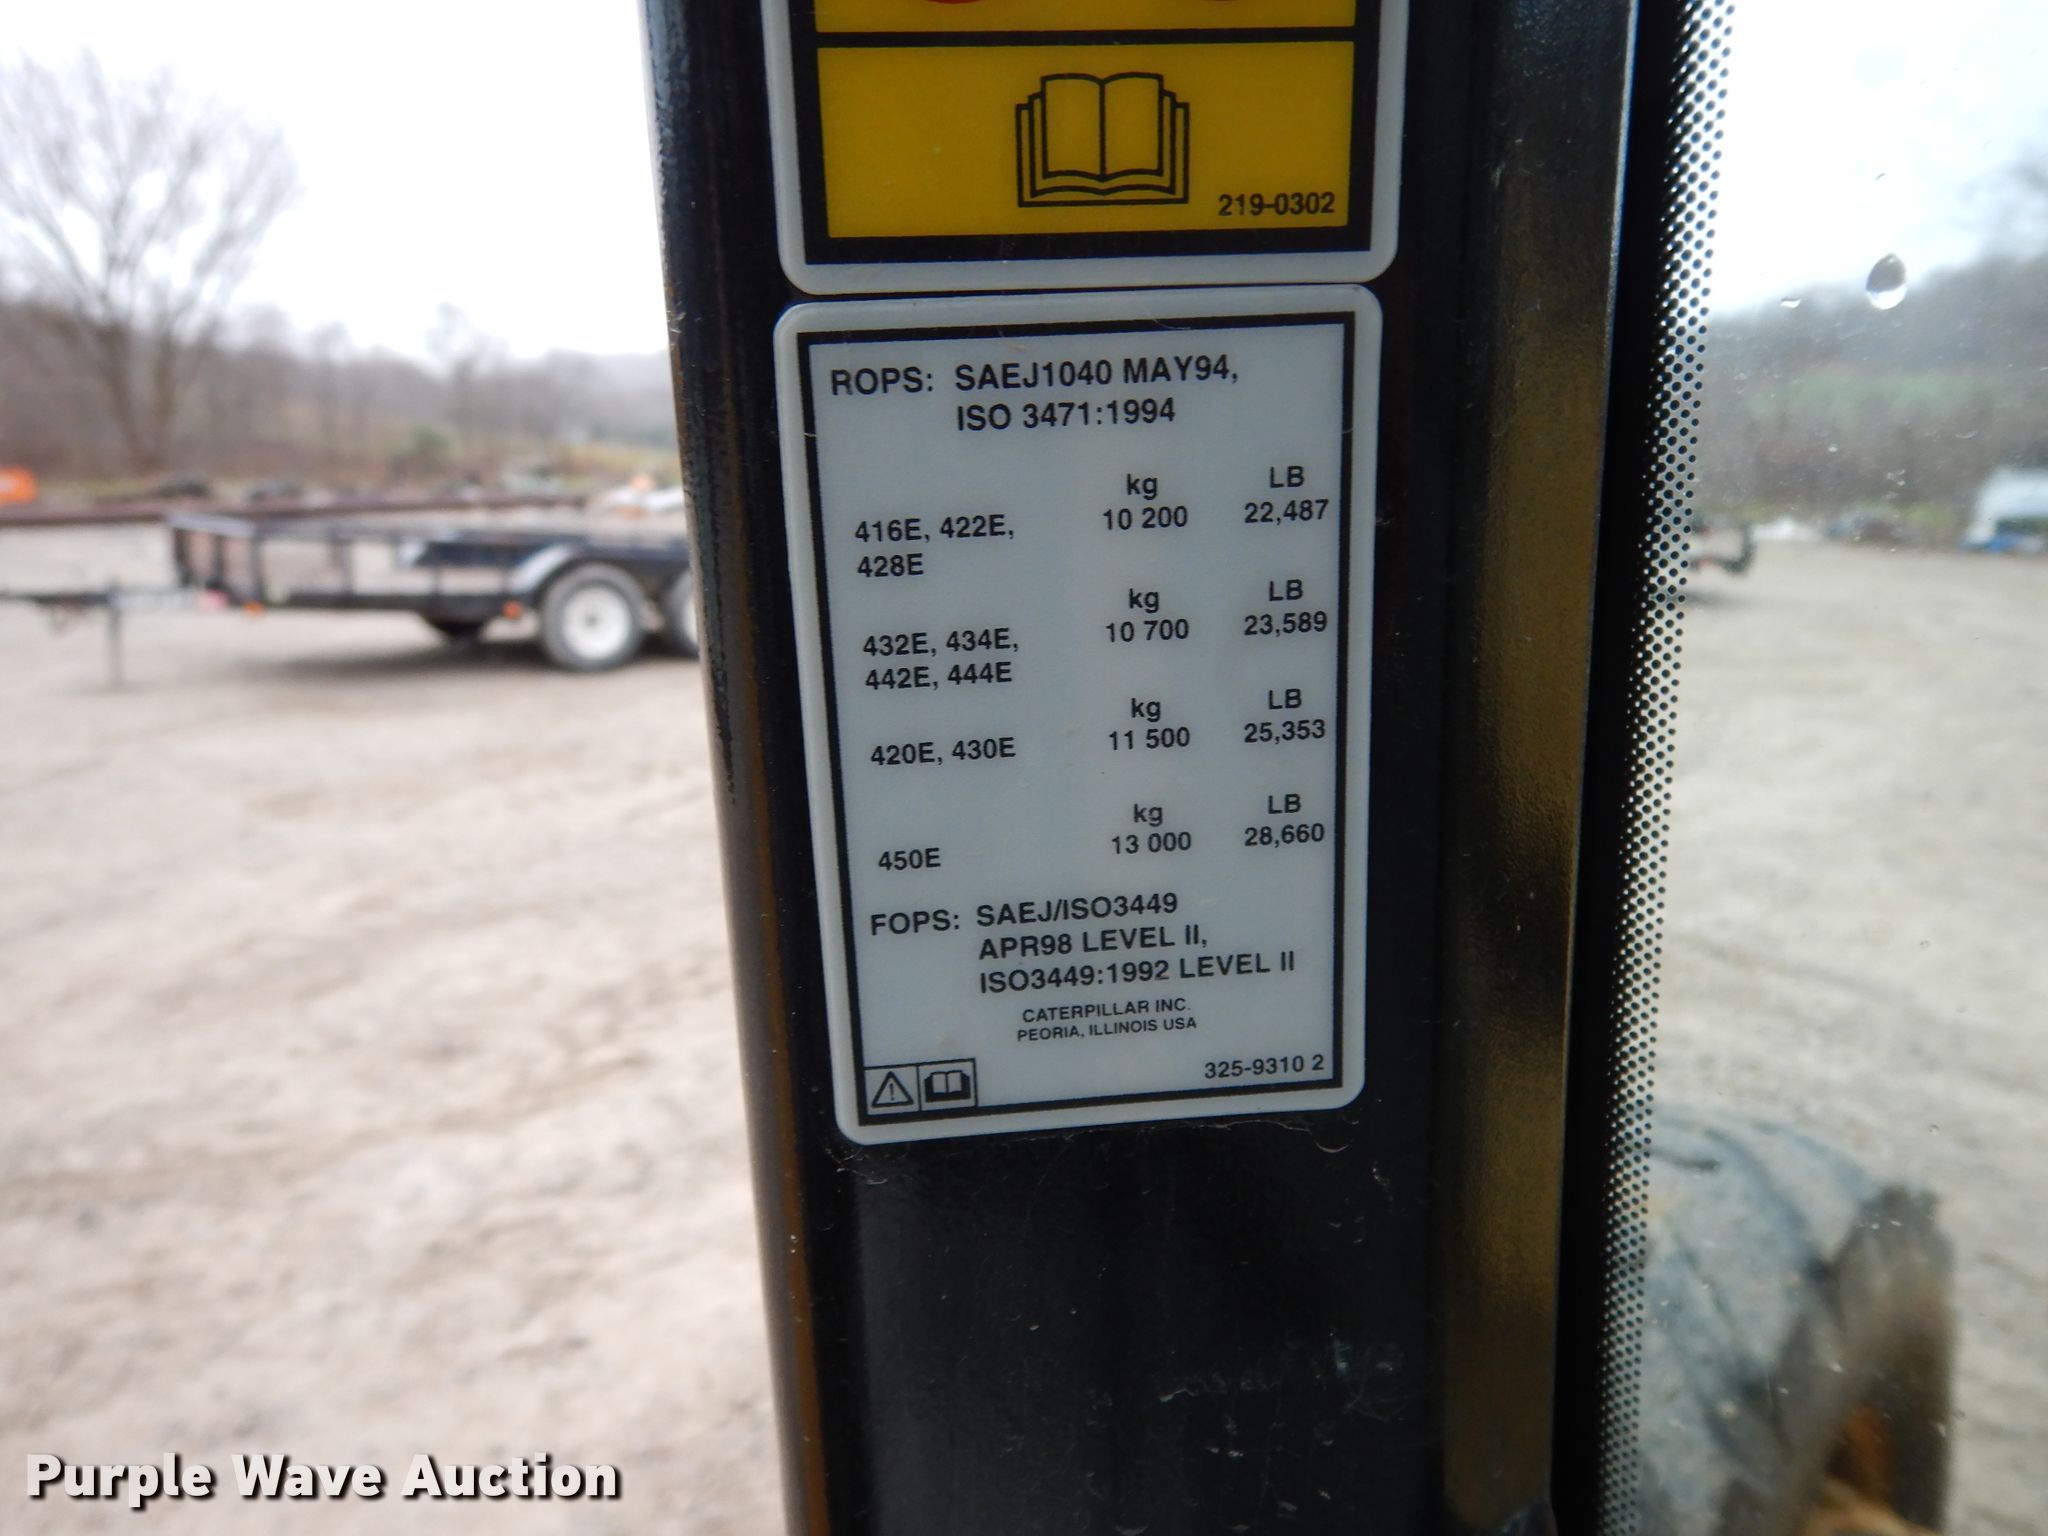 219-0302
ROPS: SAEJ1040 MAY94,
ISO 3471:1994
kg LB
416E, 422E, 10 200 22,487
428E
kg LB
432E, 434E, 10 700 23,589
442E, 444E
kg LB
420E, 430E 11 500 25,353
kg LB
450E 13 000 28,660
FOPS: SAEJ/ISO3449
APR98 LEVEL II,
ISO3449:1992 LEVEL II
CATERPILLAR INC.
PEORIA, ILLINOIS USA
325-9310 2
Purple Wave Auction